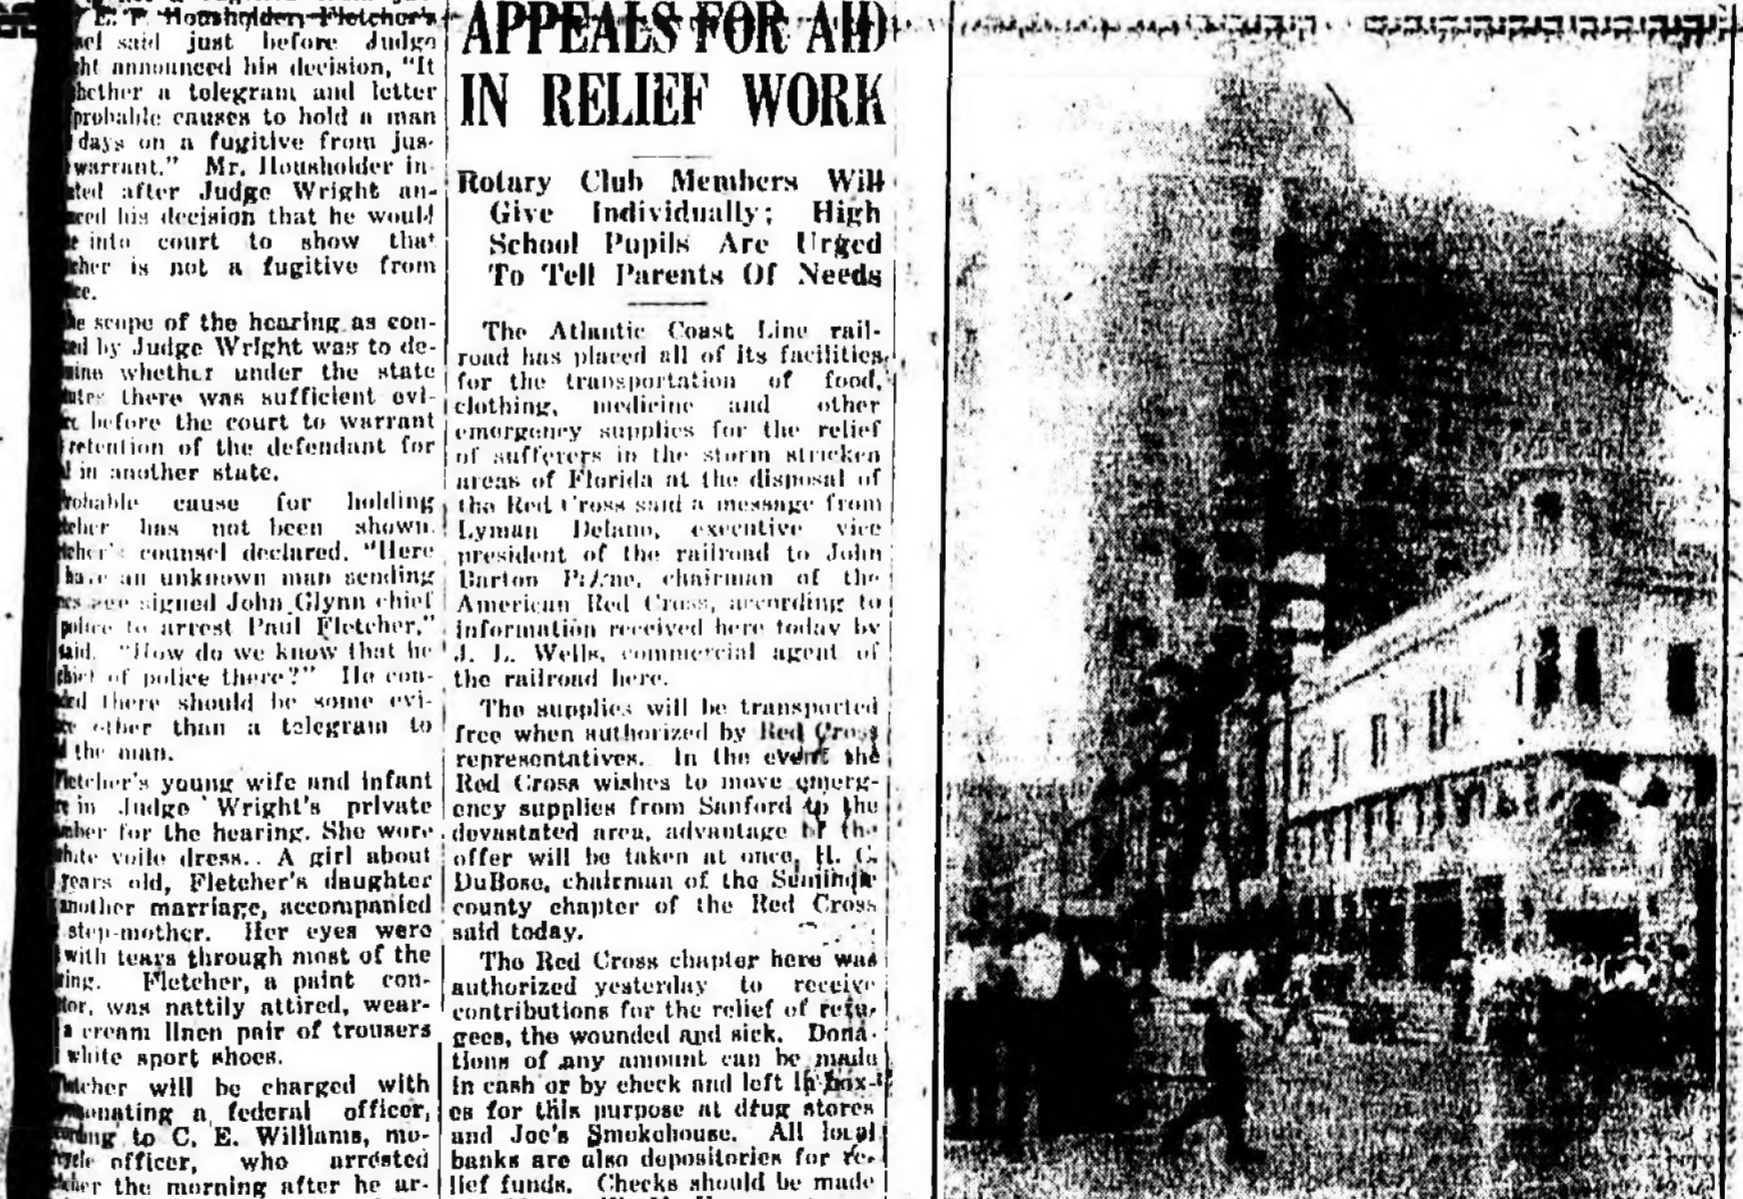 E. F. Housholder, Fletcher's
said just before Judge
announced his decision, "It
a telegram and letter
probable causes to hold a man
days on a fugitive from jus-
warrant." Mr. Housholder in-
after Judge Wright an-
his decision that he would
into court to show that
is not a fugitive from
scope of the hearing as con-
by Judge Wright was to de-
whether under the state
there was sufficient evi-
before the court to warrant
retention of the defendant for
in another state.
cause for holding
has not been shown.
counsel declared. "Here
have an unknown man sending
signed John Glynn chief
police to arrest Paul Fletcher,"
said. "How do we know that he
of police there?" He con-
there should be some evi-
other than a telegram to
the man.
Fletcher's young wife and infant
in Judge Wright's private
for the hearing. She wore
white voile dress.. A girl about
years old, Fletcher's daughter
another marriage, accompanied
step-mother. Her eyes were
with tears through most of the
Fletcher, a paint con-
was nattily attired, wear-
a cream linen pair of trousers
white sport shoes.
will be charged with
a federal officer,
to C. E. Williams, mo-
officer, who arrested
the morning after he ar-
APPEALS FOR AID
IN RELIEF WORK
Rotary Club Members Will
Give Individually; High
School Pupils Are Urged
To Tell Parents Of Needs
The Atlantic Coast Line rail-
road has placed all of its facilities
for the transportation of food,
clothing, medicine and other
emergency supplies for the relief
of sufferers in the storm stricken
areas of Florida at the disposal of
the Red Cross said a message from
Lyman Delano, executive vice
president of the railroad to John
Barton Payne, chairman of the
American Red Cross, according to
information received here today by
J. L. Wells, commercial agent of
the railroad here.
The supplies will be transported
free when authorized by Red Cross
representatives. In the event the
Red Cross wishes to move emerg-
ency supplies from Sanford to the
devastated area, advantage of the
offer will be taken at once, H. C.
DuBose, chairman of the Seminole
county chapter of the Red Cross
said today.
The Red Cross chapter here was
authorized yesterday to receive
contributions for the relief of refu-
gees, the wounded and sick. Dona-
tions of any amount can be made
in cash or by check and left in box-
es for this purpose at drug stores
and Joe's Smokehouse. All local
banks are also depositories for re-
lief funds. Checks should be made